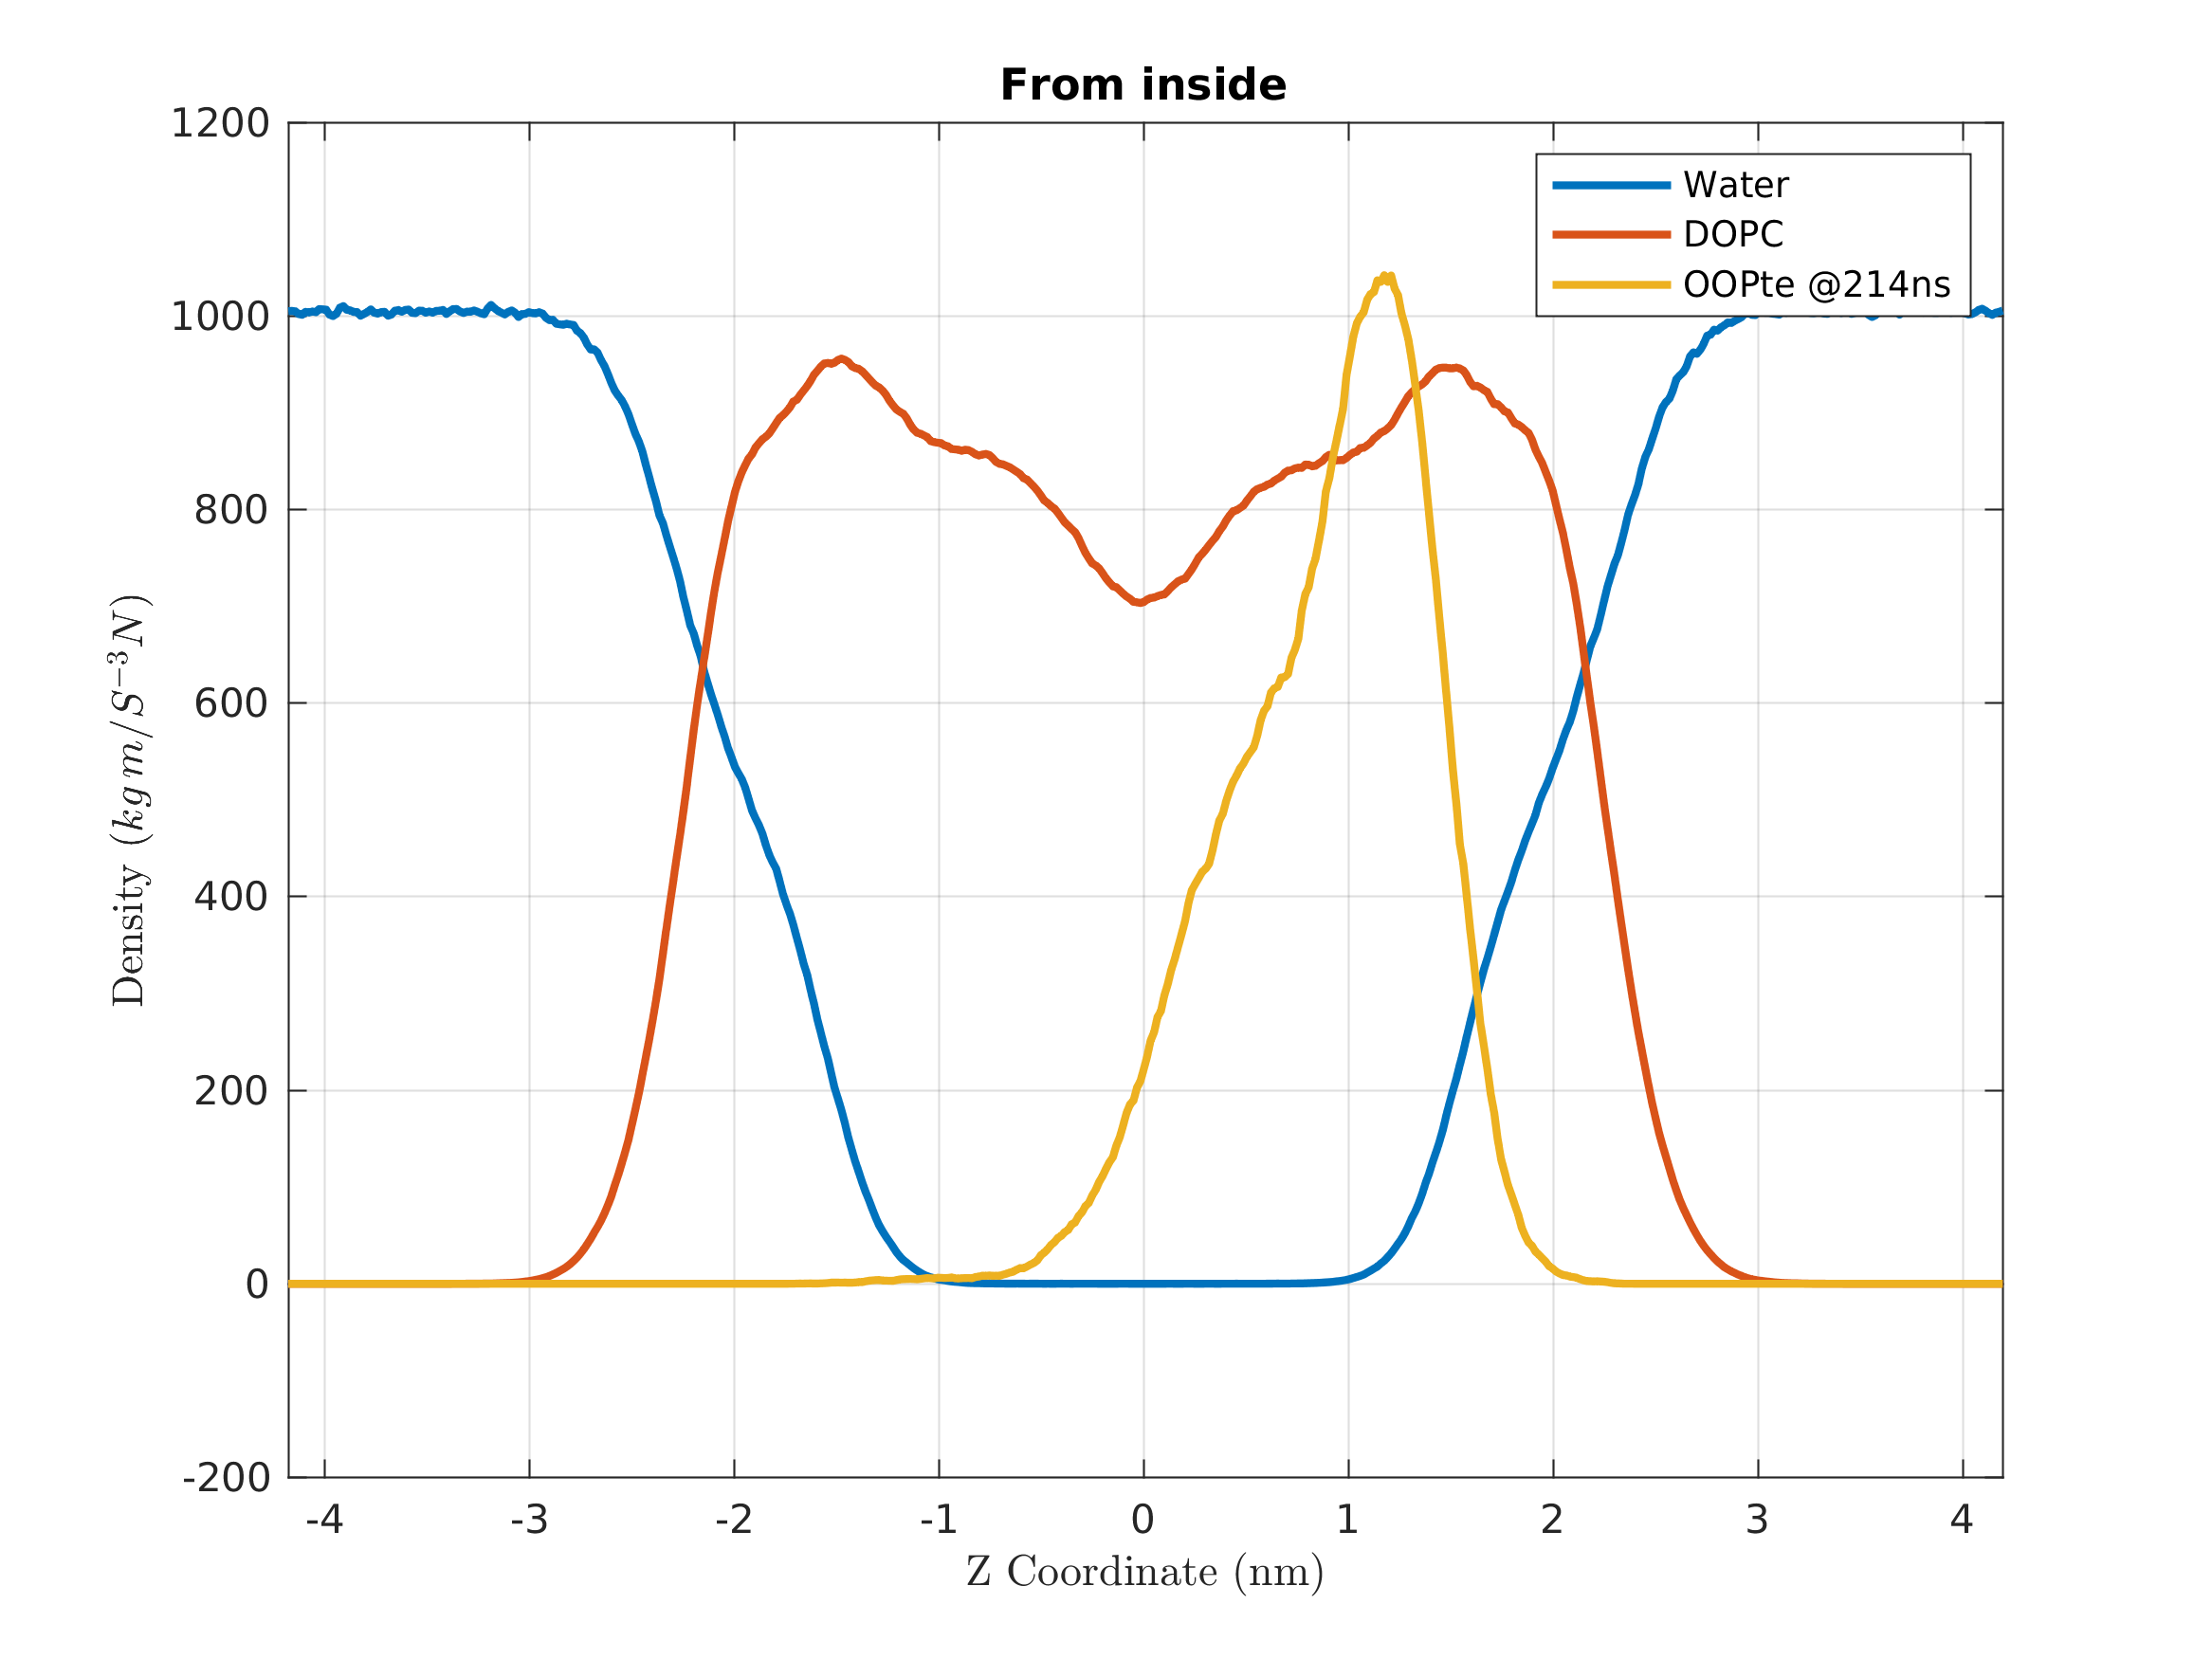 From inside
1200
1000
800
600
400
200
0
-200
Density (kg m/S⁻³N)
-4 -3 -2 -1 0 1 2 3 4
Z Coordinate (nm)
Water
DOPC
OOPte @214ns